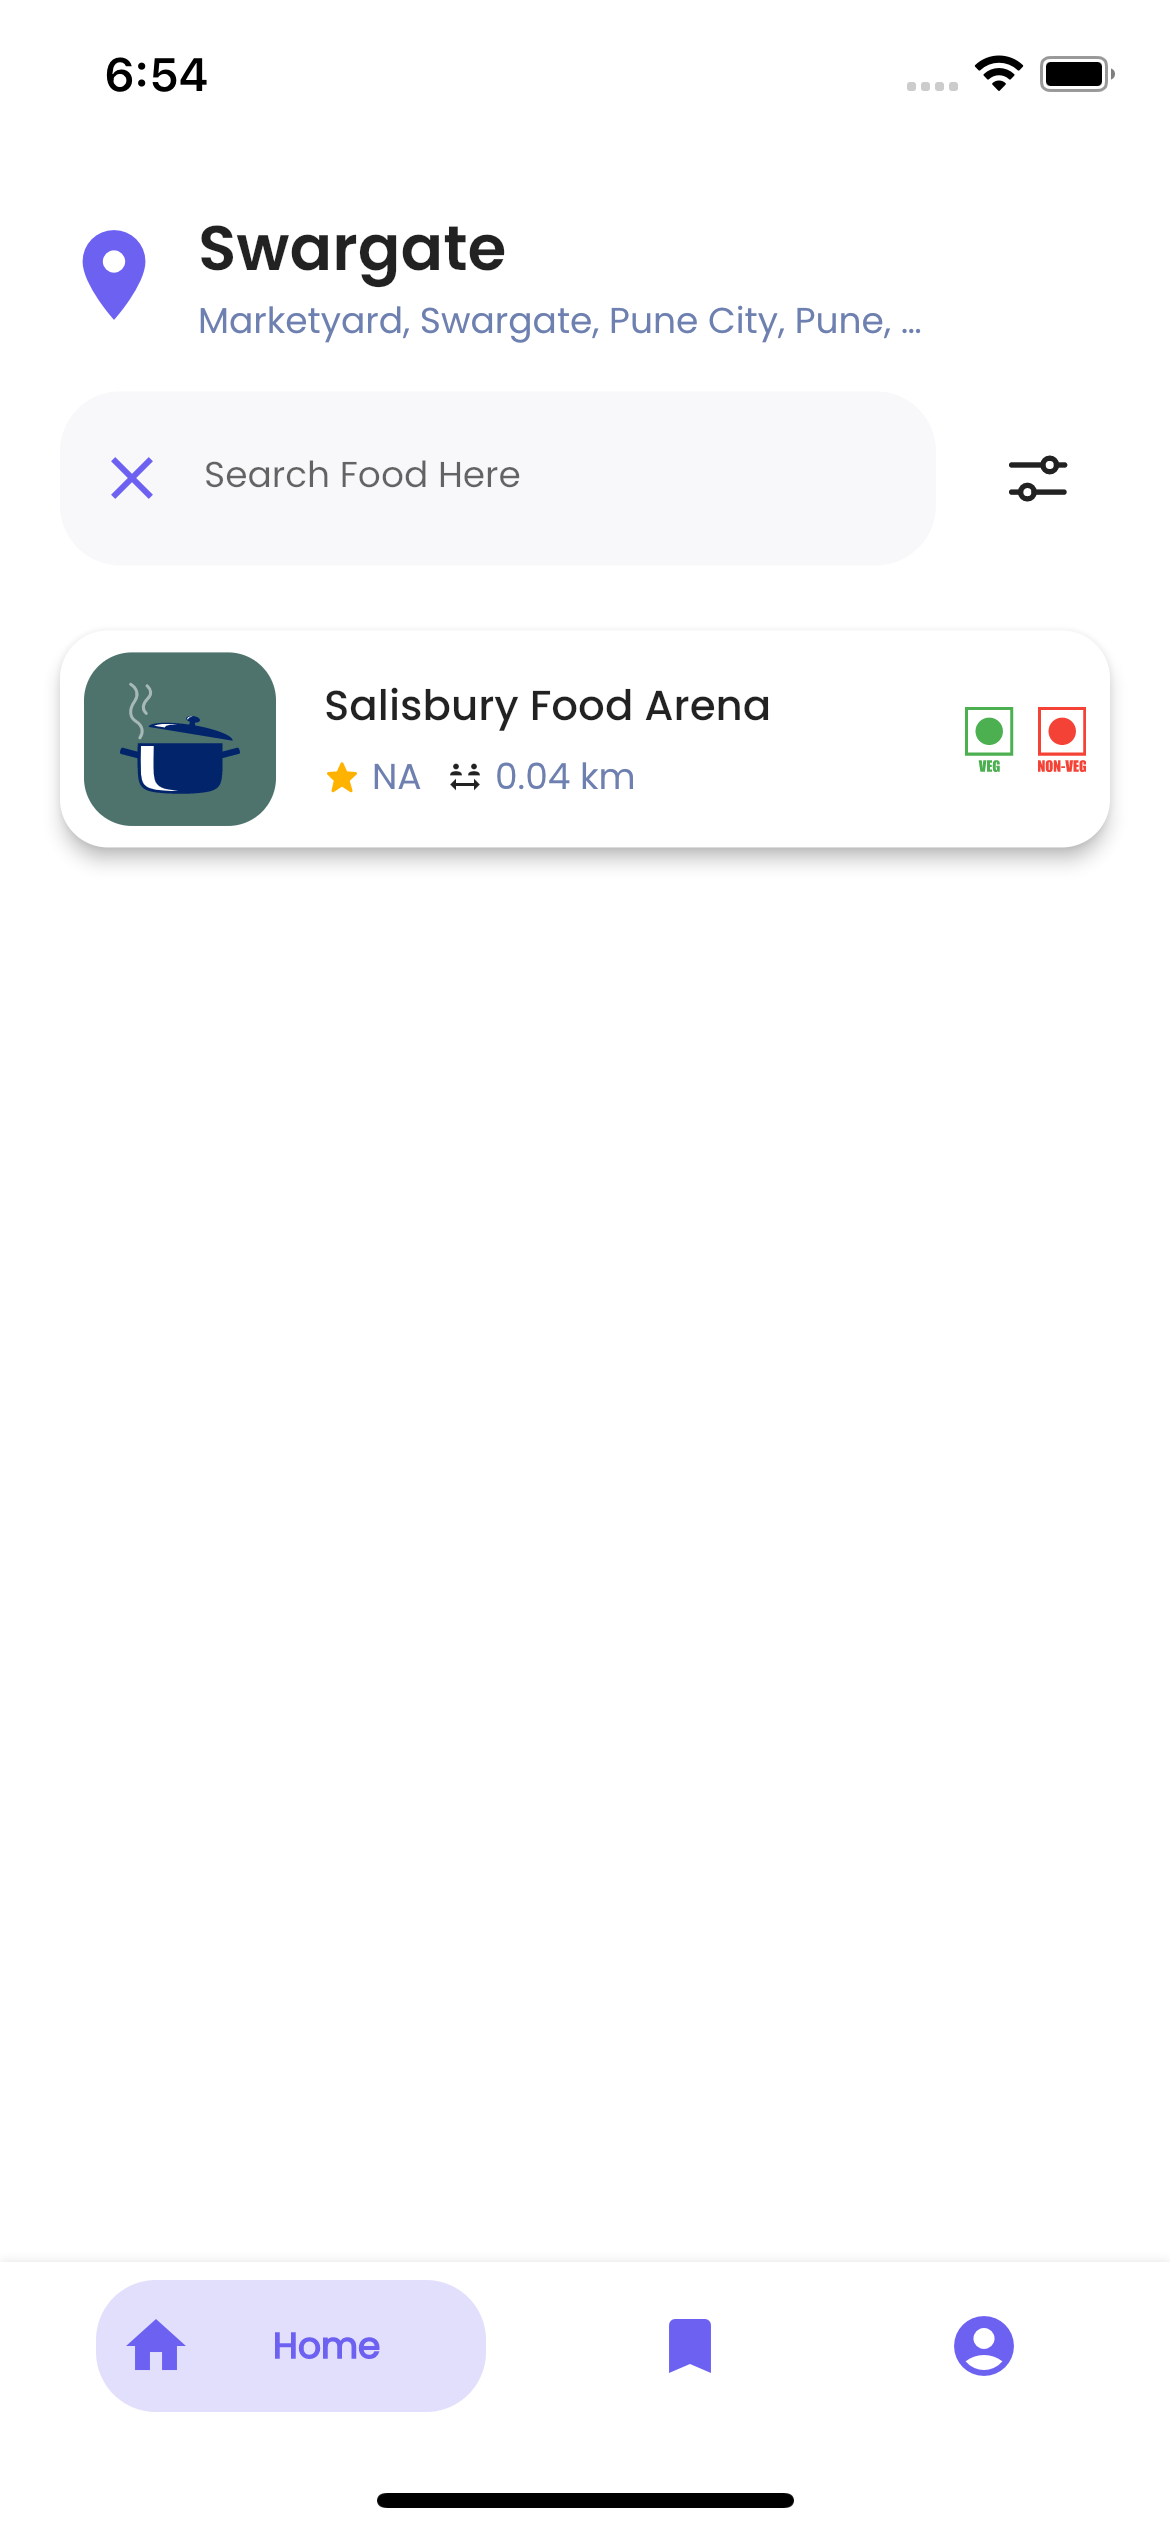 6:54
Swargate
Marketyard, Swargate, Pune City, Pune, ...
Search Food Here
Salisbury Food Arena
NA 0.04 km
VEG NON-VEG
Home